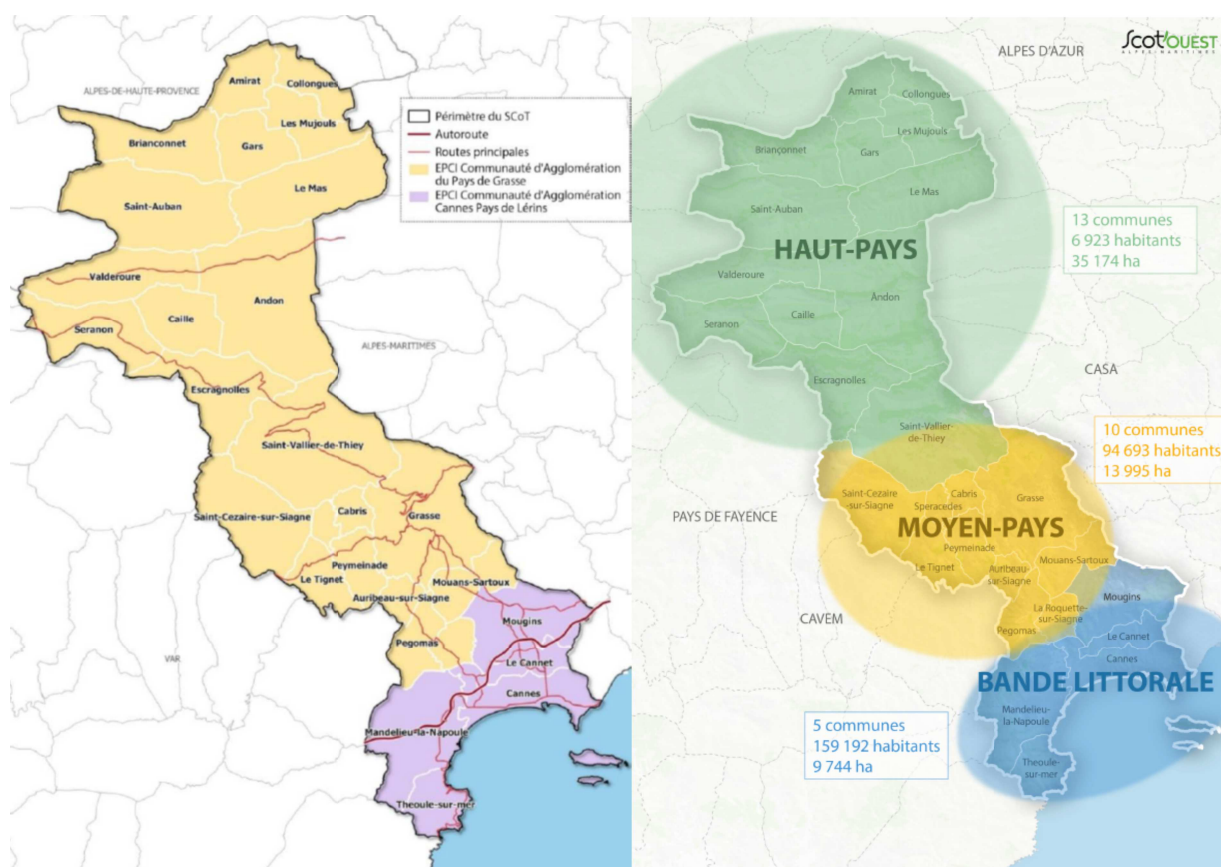 ALPES-DE-HAUTE-PROVENCE
Amirat
Collongues
Les Mujouls
Brianconnet
Gars
Le Mas
Saint-Auban
Valderoure
Andon
Caille
Seranon
ALPES-MARITIMES
Escragnolles
Saint-Vallier-de-Thiey
Saint-Cezaire-sur-Siagne
Cabris
Grasse
Peymeinade
Le Tignet
Mouans-Sartoux
Auribeau-sur-Siagne
Mougins
Pegomas
VAR
Le Cannet
Cannes
Mandelieu-la-Napoule
Theoule-sur-mer
Périmètre du SCoT
Autoroute
Routes principales
EPCI Communauté d'Agglomération
du Pays de Grasse
EPCI Communauté d'Agglomération
Cannes Pays de Lérins
Scot'OUEST
ALPES-MARITIMES
ALPES D'AZUR
Amirat
Collongues
Les Mujouls
Briançonnet
Gars
Le Mas
Saint-Auban
HAUT-PAYS
13 communes
6 923 habitants
35 174 ha
Valderoure
Andon
Caille
Seranon
CASA
Escragnolles
Saint-Vallier-
de-Thiey
10 communes
94 693 habitants
13 995 ha
Saint-Cezaire
sur-Siagne
Cabris
Speracedes
Grasse
PAYS DE FAYENCE
MOYEN-PAYS
Peymeinade
Le Tignet
Mouans-Sartoux
Auribeau-
sur-Siagne
Mougins
La Roquette-
sur-Siagne
CAVEM
Pegomas
Le Cannet
Cannes
BANDE LITTORALE
Mandelieu-
la-Napoule
5 communes
159 192 habitants
9 744 ha
Theoule-
sur-mer